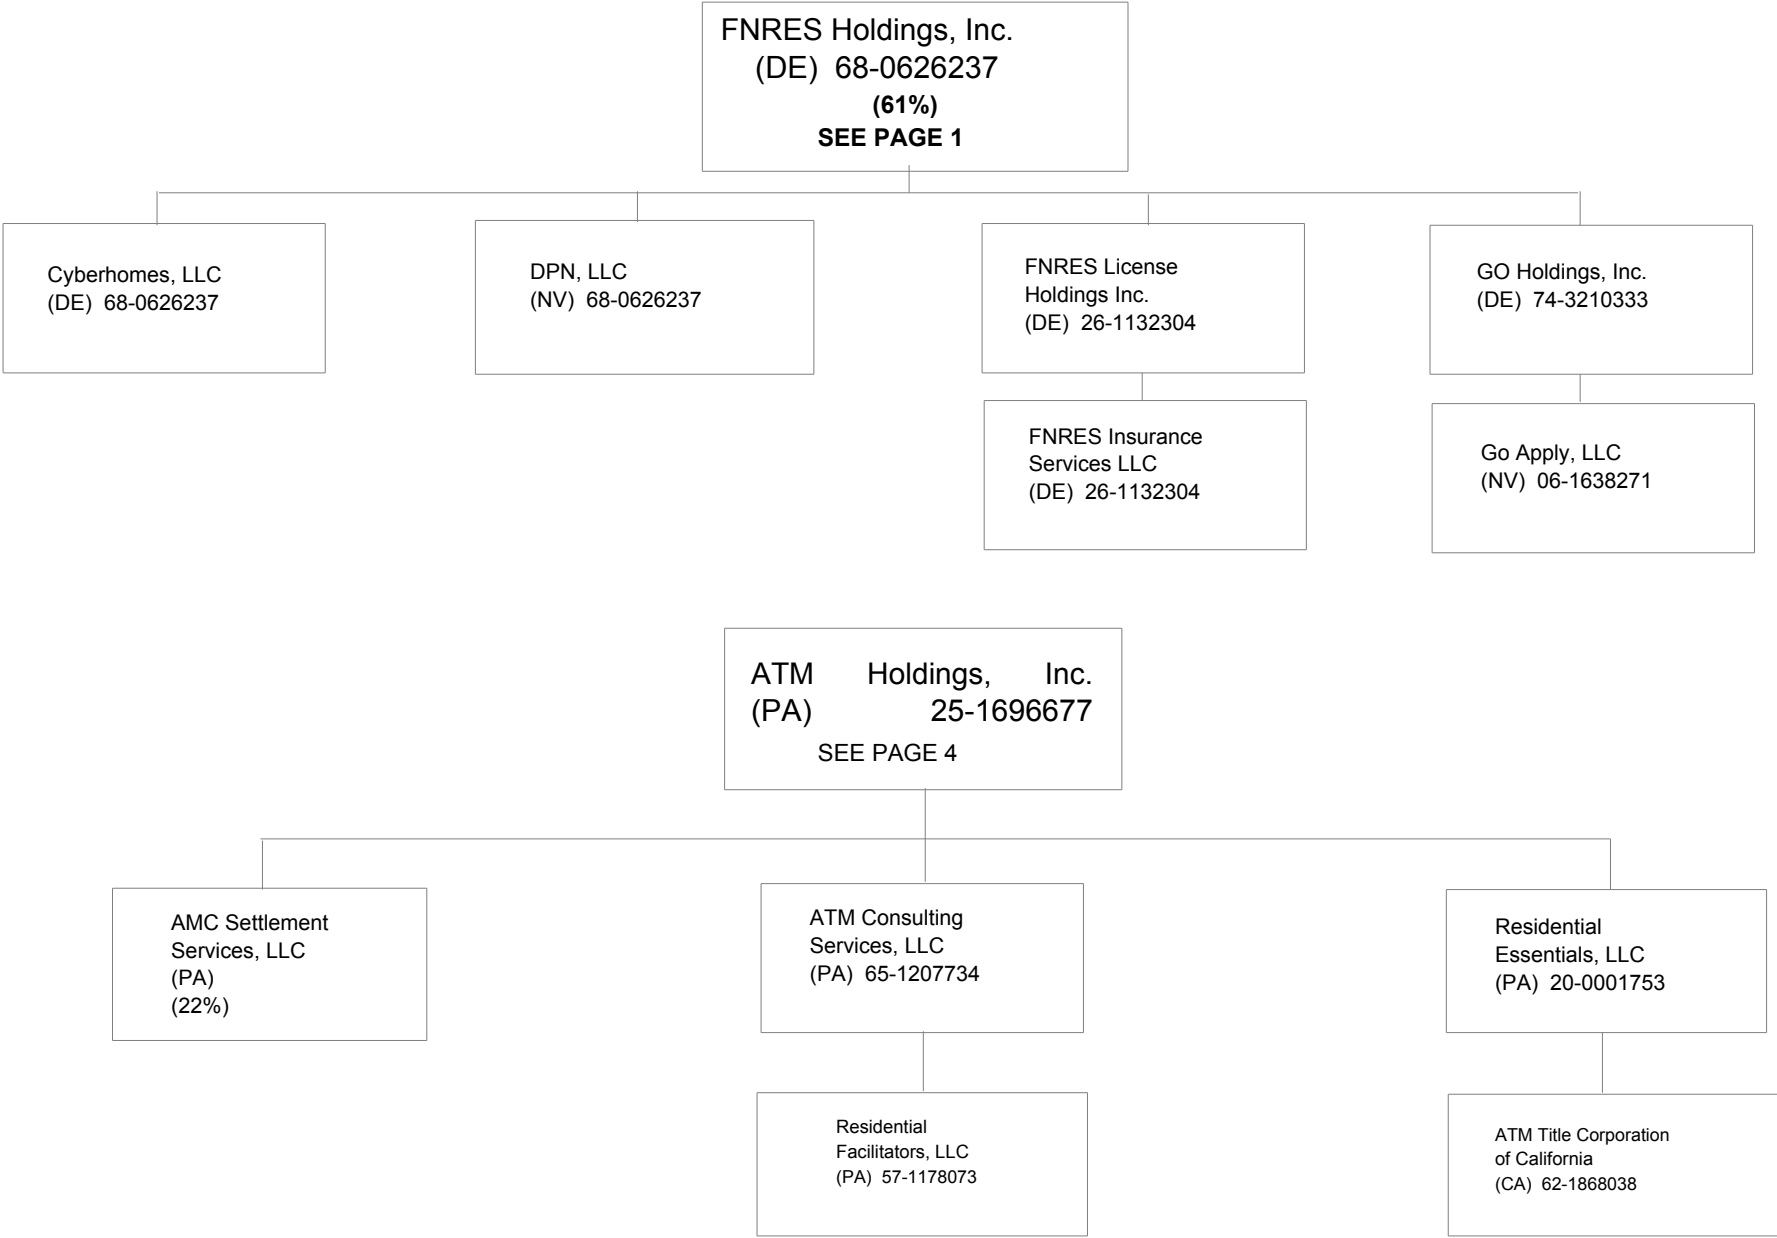 FNRES Holdings, Inc.
(DE) 68-0626237
(61%)
SEE PAGE 1
Cyberhomes, LLC
(DE) 68-0626237
DPN, LLC
(NV) 68-0626237
FNRES License
Holdings Inc.
(DE) 26-1132304
GO Holdings, Inc.
(DE) 74-3210333
FNRES Insurance
Services LLC
(DE) 26-1132304
Go Apply, LLC
(NV) 06-1638271
ATM Holdings, Inc.
(PA) 25-1696677
SEE PAGE 4
AMC Settlement
Services, LLC
(PA)
(22%)
ATM Consulting
Services, LLC
(PA) 65-1207734
Residential
Essentials, LLC
(PA) 20-0001753
Residential
Facilitators, LLC
(PA) 57-1178073
ATM Title Corporation
of California
(CA) 62-1868038